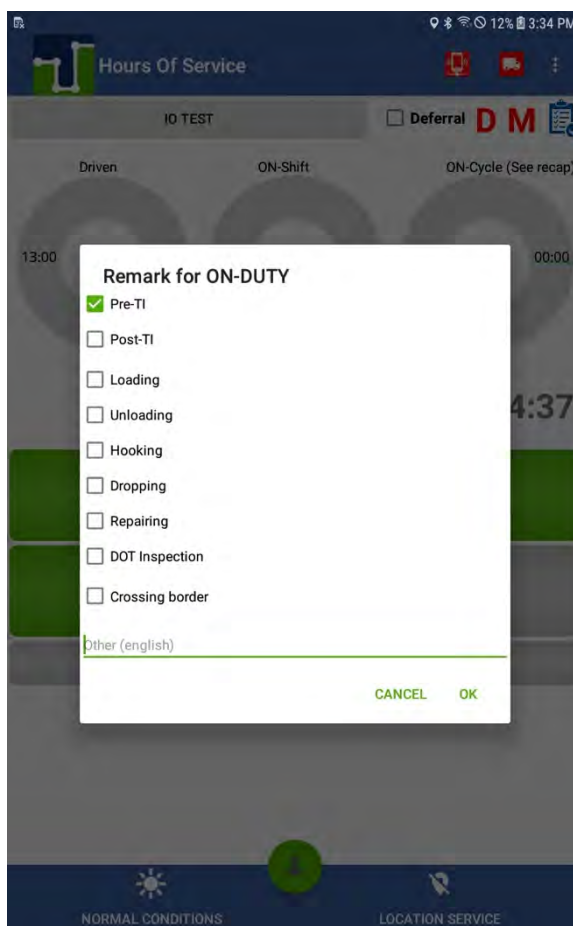 12% 3:34 PM
Hours Of Service
IO TEST
Deferral D M
Driven ON-Shift ON-Cycle (See recap)
13:00 00:00
Remark for ON-DUTY
Pre-TI
Post-TI
Loading
Unloading
4:37
Hooking
Dropping
Repairing
DOT Inspection
Crossing border
Other (english)
CANCEL OK
NORMAL CONDITIONS LOCATION SERVICE